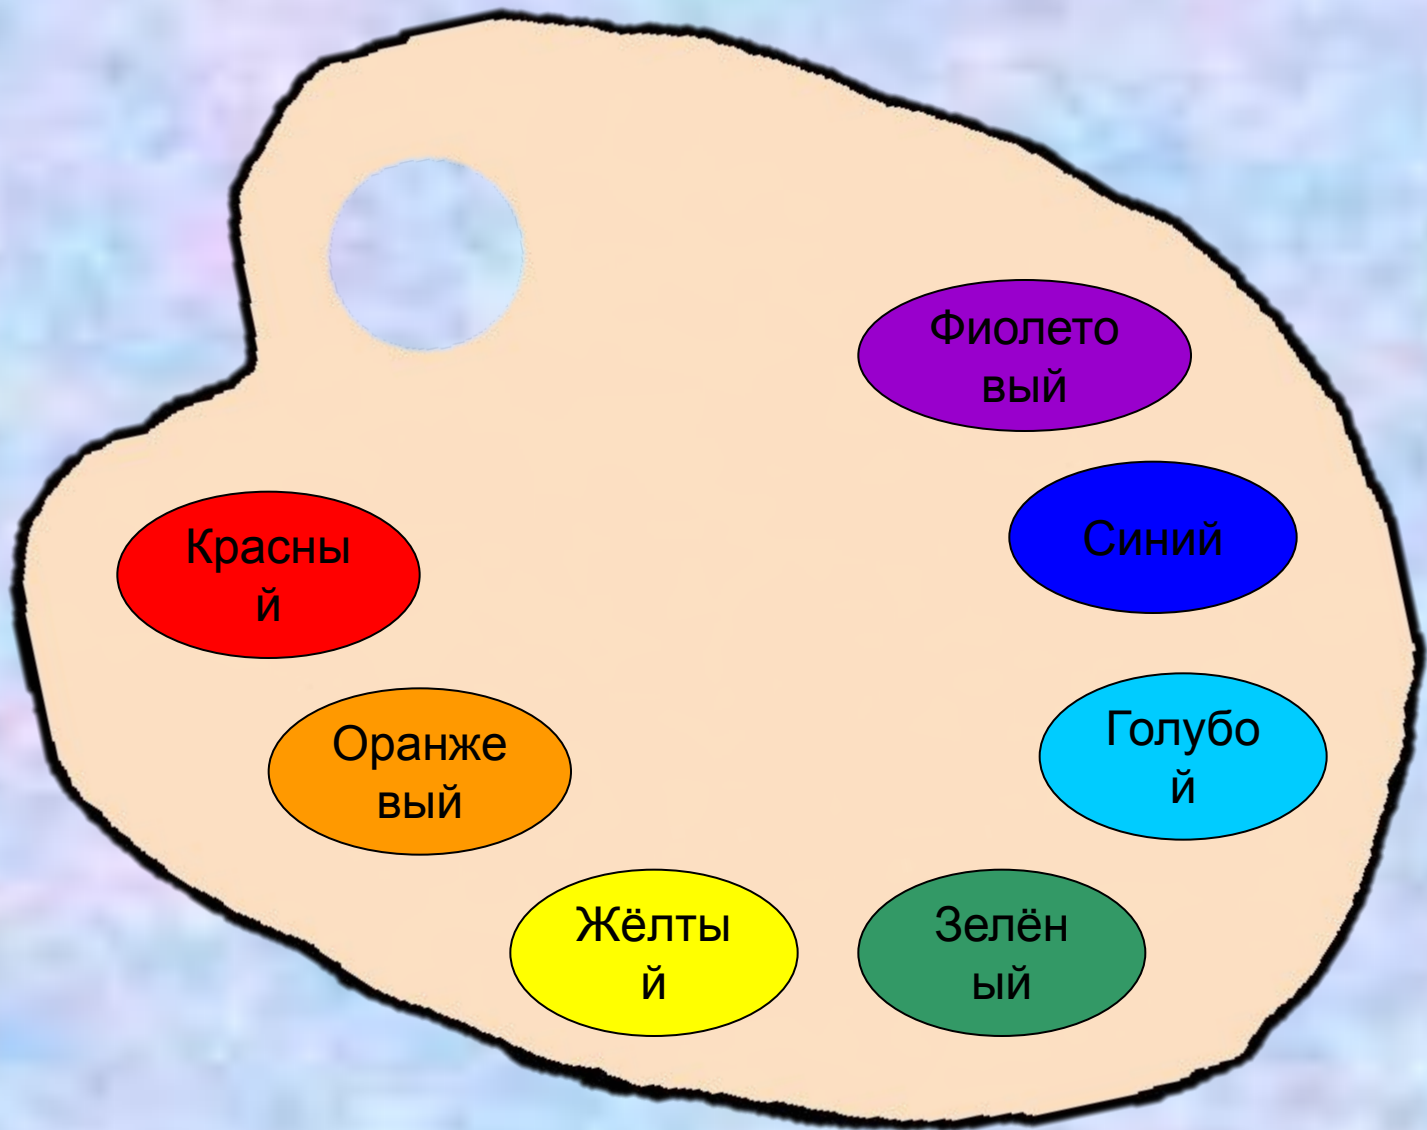 Фиолето
вый
Синий
Красны
й
Голубо
й
Оранже
вый
Жёлты
й
Зелён
ый